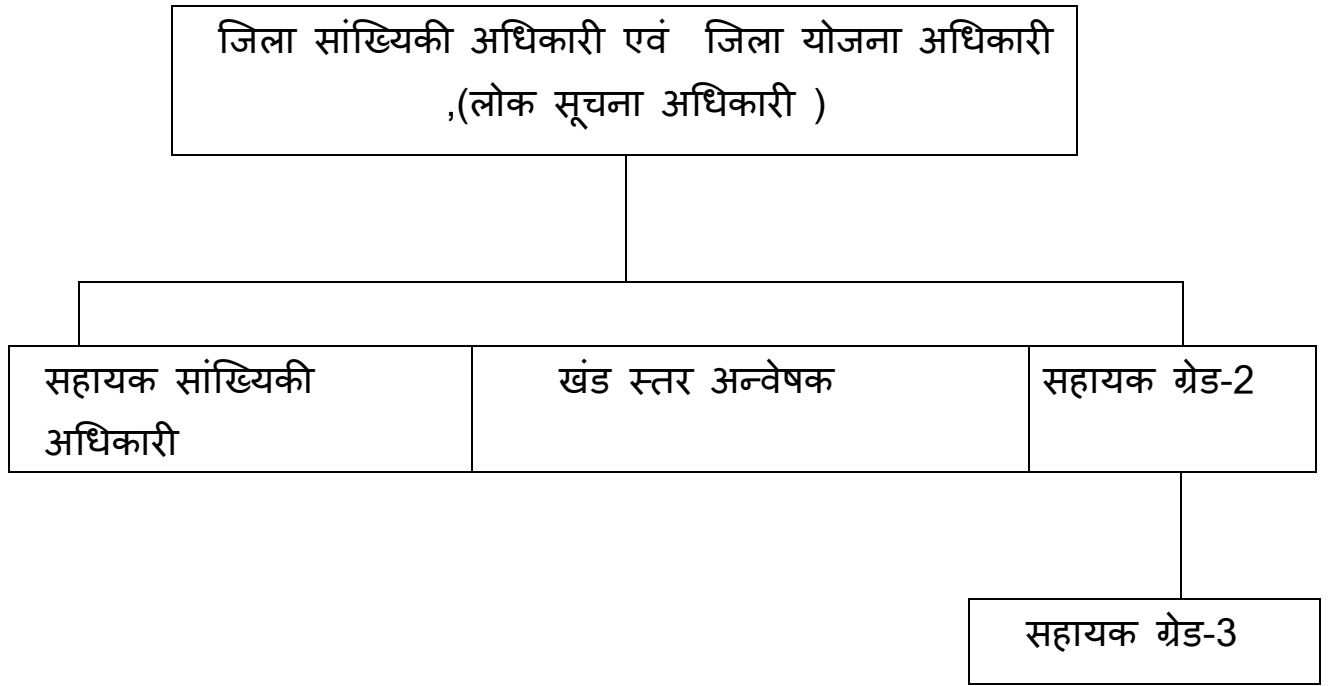 जिला सांख्यिकी अधिकारी एवं जिला योजना अधिकारी
,(लोक सूचना अधिकारी )
सहायक सांख्यिकी
अधिकारी
खंड स्तर अन्वेषक
सहायक ग्रेड-2
सहायक ग्रेड-3